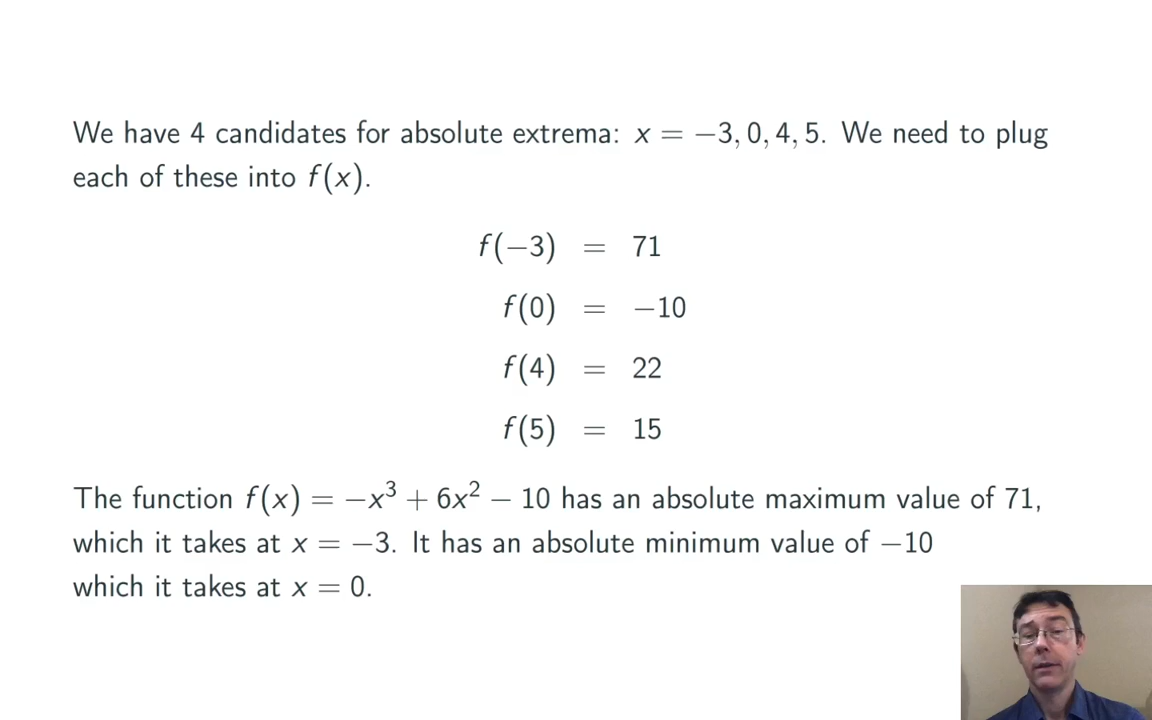 We have 4 candidates for absolute extrema: x = −3, 0, 4, 5. We need to plug
each of these into f(x).
f(−3) = 71
f(0) = −10
f(4) = 22
f(5) = 15
The function f(x) = −x³ + 6x² − 10 has an absolute maximum value of 71,
which it takes at x = −3. It has an absolute minimum value of −10
which it takes at x = 0.